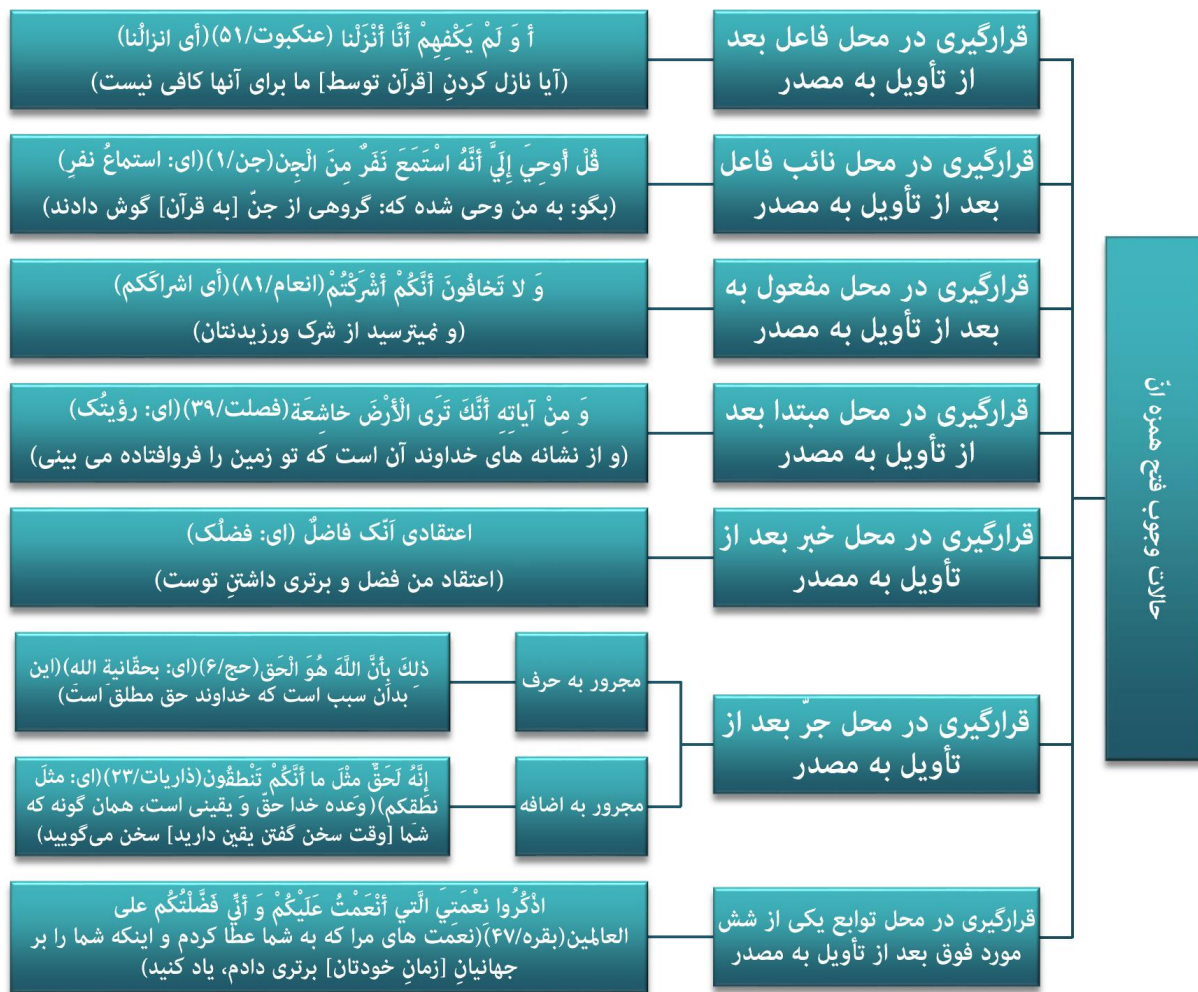 حالات وجوب فتح همزه انّ
قرارگیری در محل فاعل بعد
از تأویل به مصدر
أَ وَ لَمْ يَكْفِهِمْ أَنَّا أَنْزَلْنا (عنکبوت/۵۱)(أی انزالُنا)
(آیا نازل کردنِ [قرآن توسط] ما برای آنها کافی نیست)
قرارگیری در محل نائب فاعل
بعد از تأویل به مصدر
قُلْ أُوحِيَ إِلَيَّ أَنَّهُ اسْتَمَعَ نَفَرٌ مِنَ الْجِن(جن/۱)(ای: استماعُ نفرِ)
(بگو: به من وحی شده که: گروهی از جنّ [به قرآن] گوش دادند)
قرارگیری در محل مفعول به
بعد از تأویل به مصدر
وَ لا تَخافُونَ أَنَّكُمْ أَشْرَكْتُمْ(انعام/۸۱)(أی اشراکَکم)
(و نمیترسید از شرک ورزیدنتان)
قرارگیری در محل مبتدا بعد
از تأویل به مصدر
وَ مِنْ آياتِهِ أَنَّكَ تَرَى الْأَرْضَ خاشِعَة(فصلت/۳۹)(ای: رؤیتُک)
(و از نشانه های خداوند آن است که تو زمین را فروافتاده می بینی)
قرارگیری در محل خبر بعد از
تأویل به مصدر
اعتقادی اَنّک فاضلٌ (ای: فضلُک)
(اعتقاد من فضل و برتری داشتنِ توست)
قرارگیری در محل جرّ بعد از
تأویل به مصدر
مجرور به حرف
ذلِكَ بِأَنَّ اللَّهَ هُوَ الْحَق(حج/۶)(ای: بحقّانیة الله)(این
بدان سبب است که خداوند حق مطلق است)
مجرور به اضافه
إِنَّهُ لَحَقٌّ مِثْلَ ما أَنَّكُمْ تَنْطِقُون(ذاریات/۲۳)(ای: مثلَ
نطقکم)(وعده خدا حقّ و یقینی است، همان گونه که
شما [وقت سخن گفتن یقین دارید] سخن می‌گویید)
قرارگیری در محل توابع یکی از شش
مورد فوق بعد از تأویل به مصدر
اذْكُرُوا نِعْمَتِيَ الَّتي أَنْعَمْتُ عَلَيْكُمْ وَ أَنِّي فَضَّلْتُكُم على
العالمین(بقره/۴۷)(نعمت های مرا که به شما عطا کردم و اینکه شما را بر
جهانیانِ [زمانِ خودتان] برتری دادم، یاد کنید)